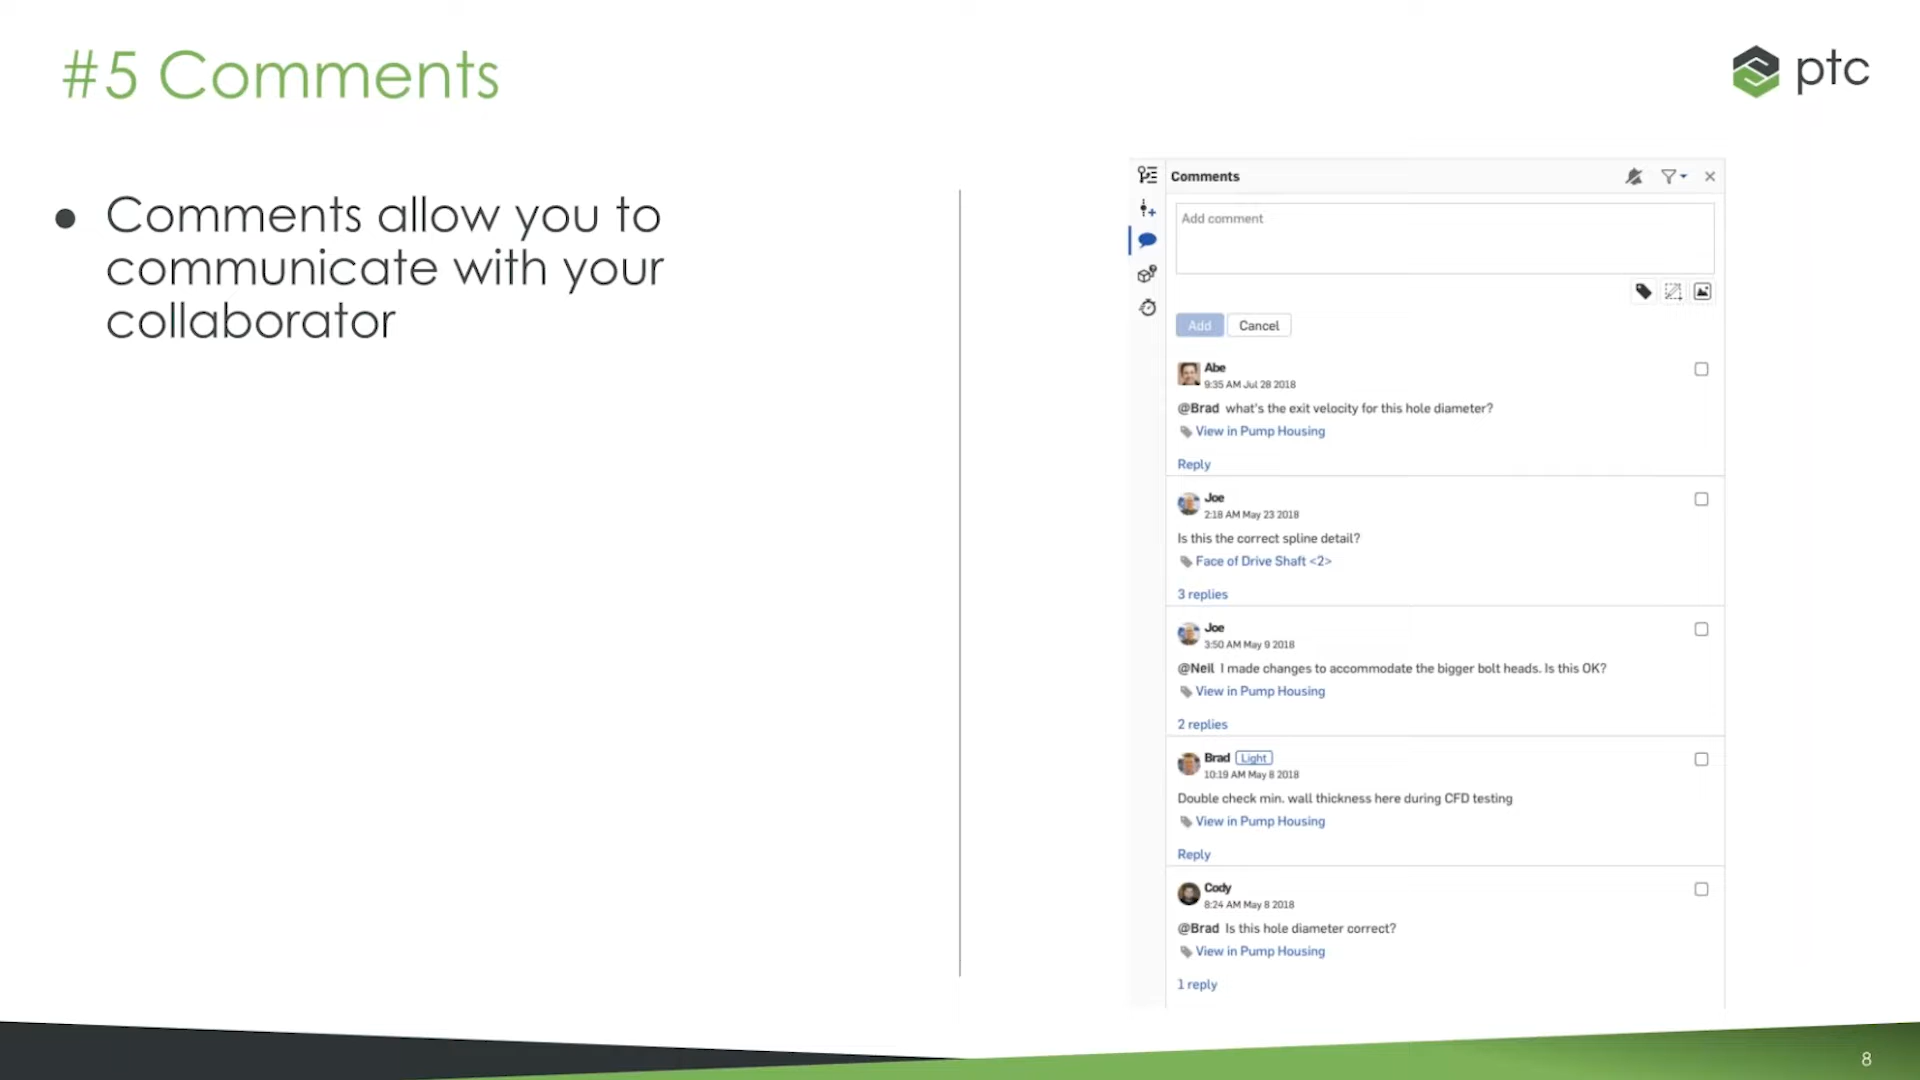 #5 Comments
ptc
● Comments allow you to
communicate with your
collaborator
Comments
Add comment
Add Cancel
Abe
9:35 AM Jul 28 2018
@Brad what's the exit velocity for this hole diameter?
View in Pump Housing
Reply
Joe
2:18 AM May 23 2018
Is this the correct spline detail?
Face of Drive Shaft <2>
3 replies
Joe
3:50 AM May 9 2018
@Neil I made changes to accommodate the bigger bolt heads. Is this OK?
View in Pump Housing
2 replies
Brad Light
10:19 AM May 8 2018
Double check min. wall thickness here during CFD testing
View in Pump Housing
Reply
Cody
8:24 AM May 8 2018
@Brad Is this hole diameter correct?
View in Pump Housing
1 reply
8